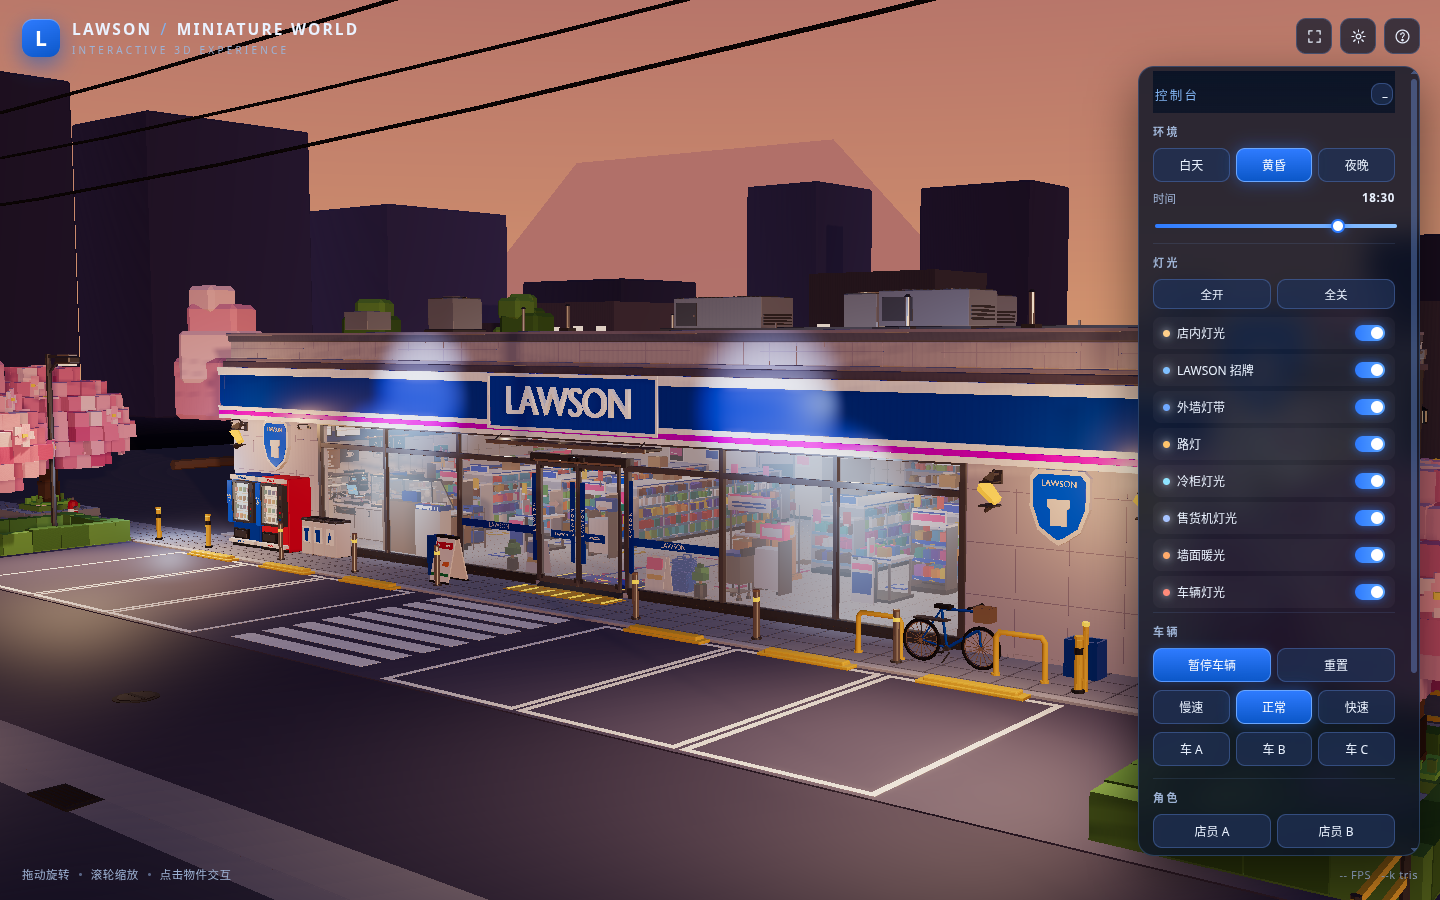 L
LAWSON / MINIATURE WORLD
INTERACTIVE 3D EXPERIENCE
控制台
环境
白天
黄昏
夜晚
时间
18:30
灯光
全开
全关
店内灯光
LAWSON 招牌
外墙灯带
路灯
冷柜灯光
售货机灯光
墙面暖光
车辆灯光
车辆
暂停车辆
重置
慢速
正常
快速
车 A
车 B
车 C
角色
店员 A
店员 B
LAWSON
LAWSON
LAWSON
LAWSON
LAWSON
拖动旋转 • 滚轮缩放 • 点击物件交互
-- FPS
--k tris